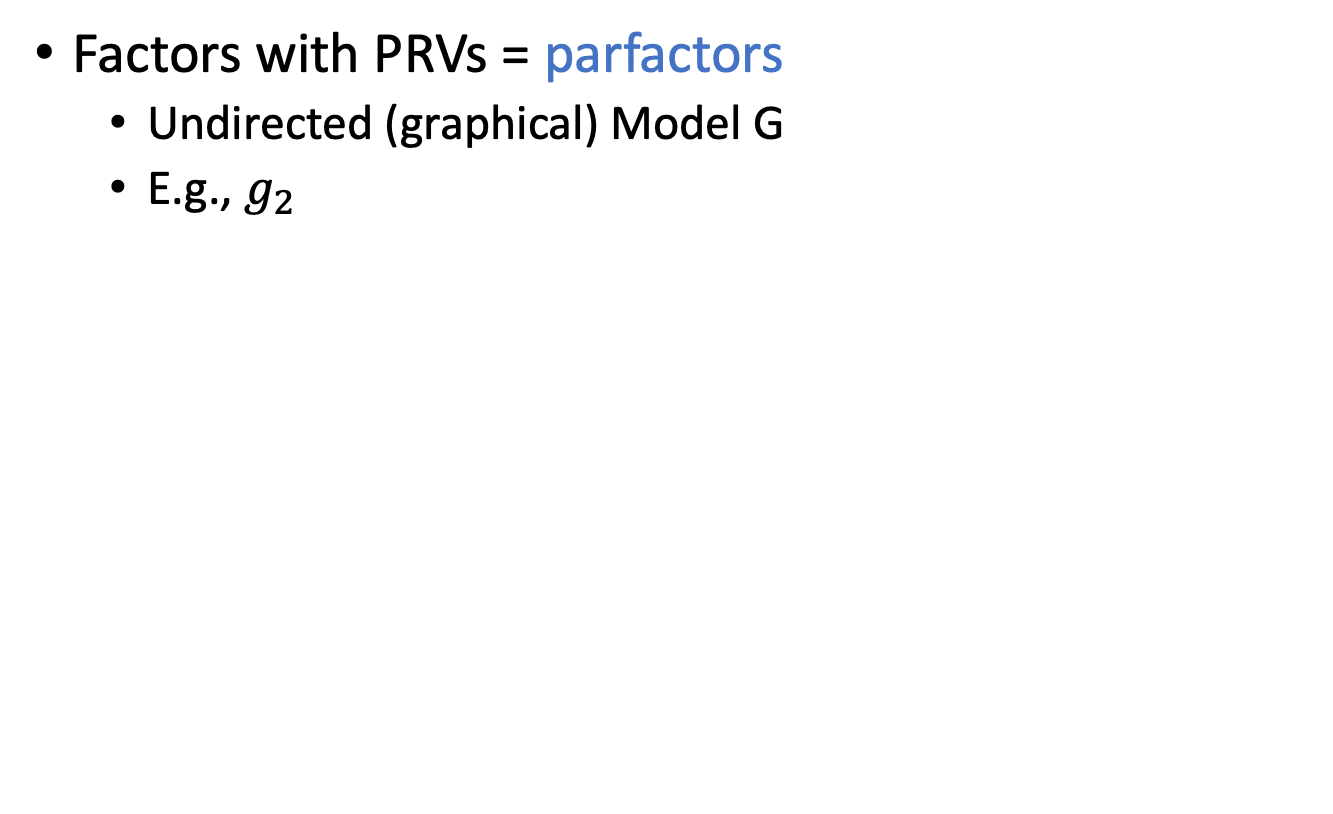 • Factors with PRVs = parfactors
• Undirected (graphical) Model G
• E.g., 𝑔₂